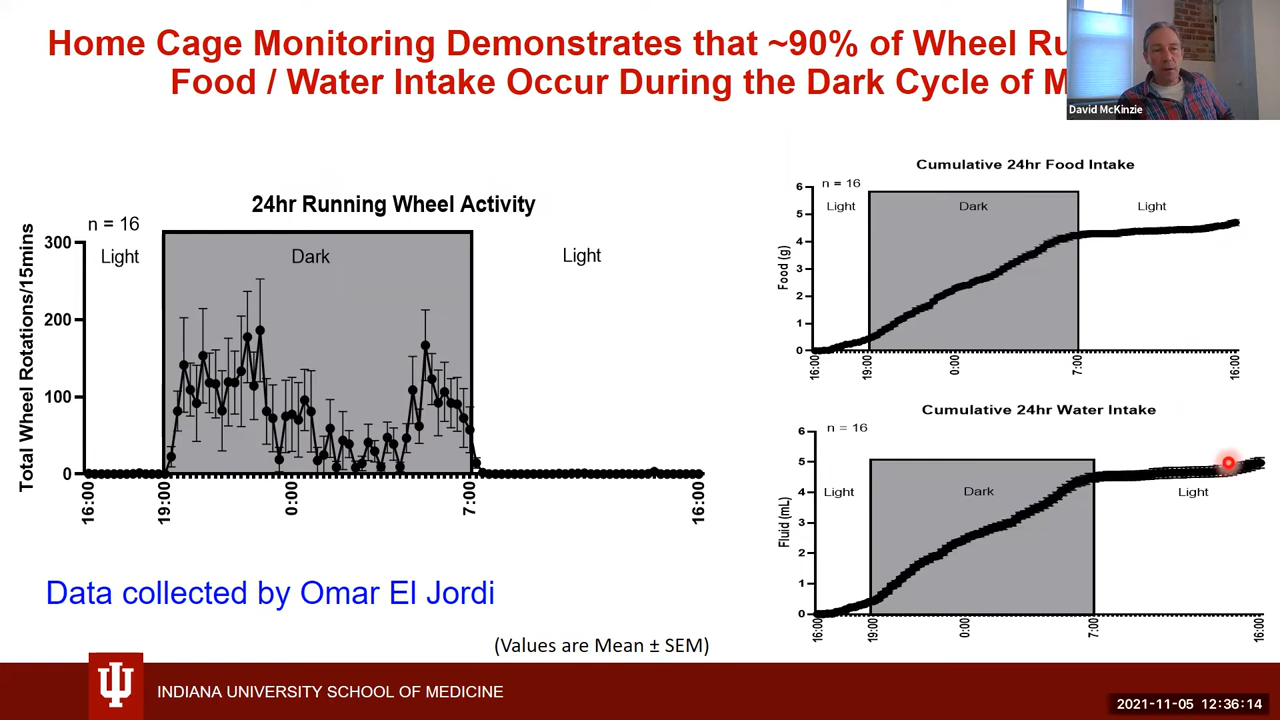 Home Cage Monitoring Demonstrates that ~90% of Wheel
Food / Water Intake Occur During the Dark Cycle of
David McKinzie
24hr Running Wheel Activity
n = 16
Light
Dark
Light
Total Wheel Rotations/15mins
300
200
100
0
16:00
19:00
0:00
7:00
16:00
Cumulative 24hr Food Intake
n = 16
Light
Dark
Light
Food (g)
6
5
4
3
2
1
0
16:00
19:00
0:00
7:00
16:00
Cumulative 24hr Water Intake
n = 16
Light
Dark
Light
Fluid (mL)
6
5
4
3
2
1
0
16:00
19:00
0:00
7:00
16:00
Data collected by Omar El Jordi
(Values are Mean ± SEM)
INDIANA UNIVERSITY SCHOOL OF MEDICINE
2021-11-05 12:36:14